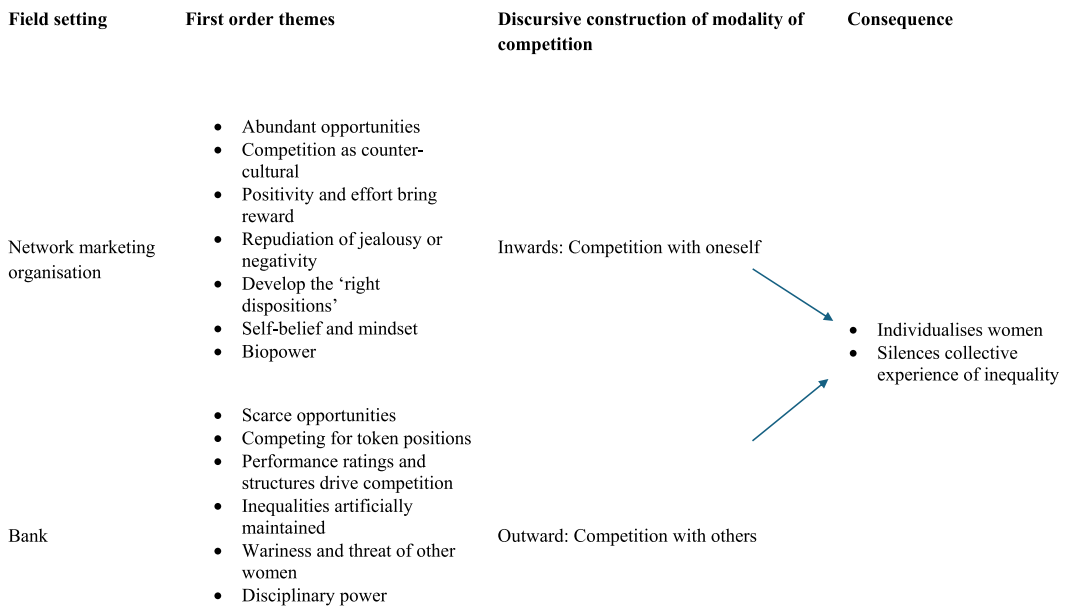 Field setting
First order themes
Discursive construction of modality of
competition
Consequence
Network marketing
organisation
• Abundant opportunities
• Competition as counter-
cultural
• Positivity and effort bring
reward
• Repudiation of jealousy or
negativity
• Develop the ‘right
dispositions’
• Self-belief and mindset
• Biopower
Inwards: Competition with oneself
• Individualises women
• Silences collective
experience of inequality
Bank
• Scarce opportunities
• Competing for token positions
• Performance ratings and
structures drive competition
• Inequalities artificially
maintained
• Wariness and threat of other
women
• Disciplinary power
Outward: Competition with others